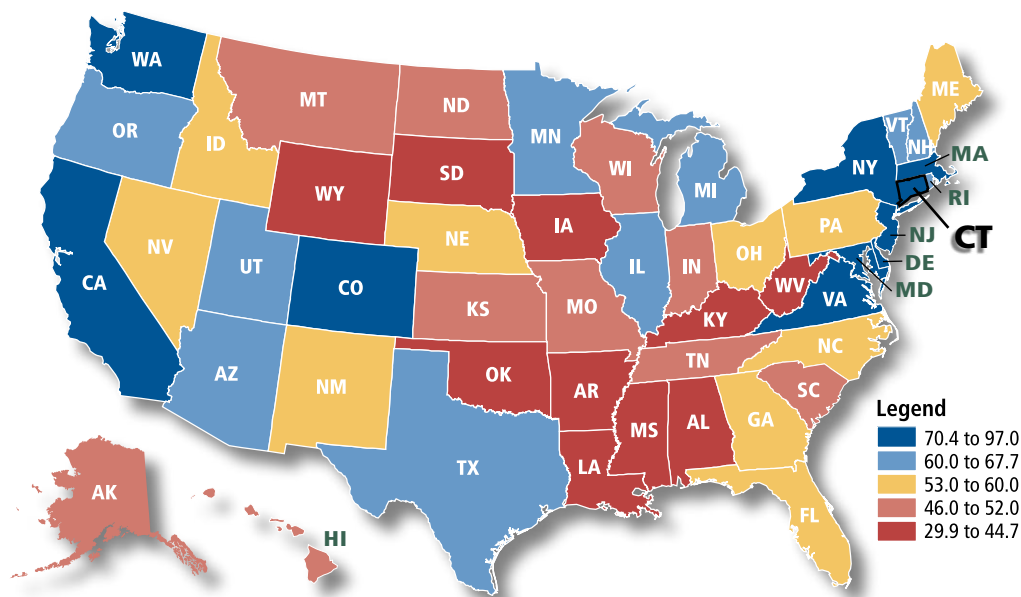 WA
OR
ID
MT
ND
MN
WI
MI
VT
NH
ME
MA
NY
RI
CT
NJ
DE
MD
PA
OH
IN
IL
IA
SD
WY
NE
NV
UT
CO
KS
MO
KY
WV
VA
CA
AZ
NM
OK
AR
TN
NC
SC
TX
LA
MS
AL
GA
FL
AK
HI
Legend
70.4 to 97.0
60.0 to 67.7
53.0 to 60.0
46.0 to 52.0
29.9 to 44.7